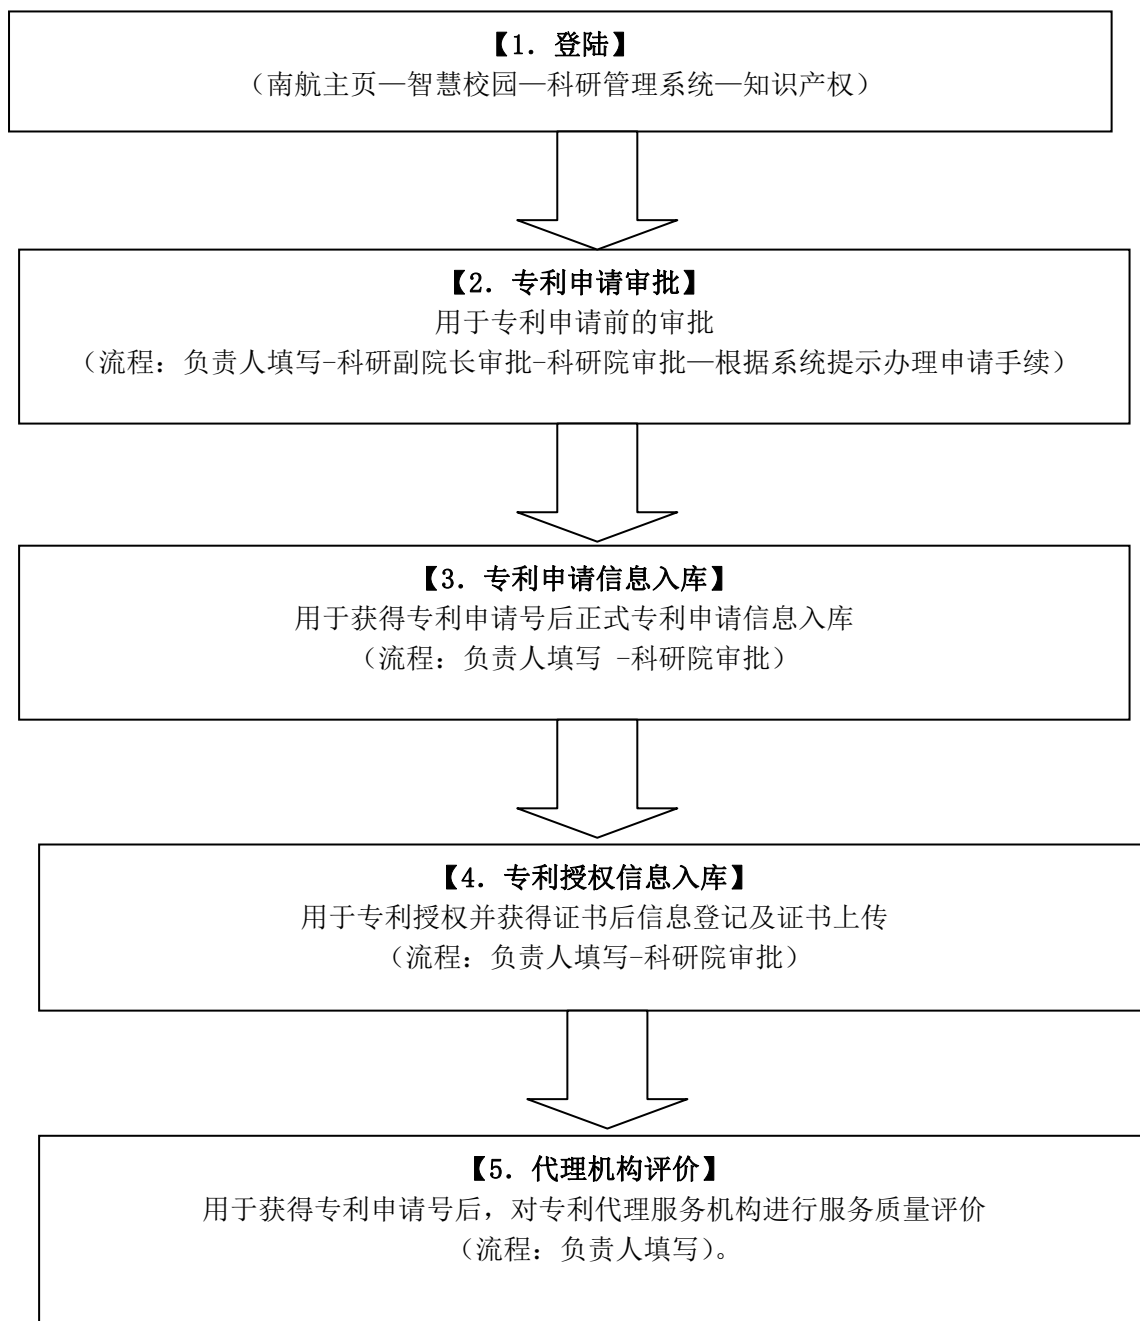 【1. 登陆】
（南航主页—智慧校园—科研管理系统—知识产权）
【2. 专利申请审批】
用于专利申请前的审批
（流程：负责人填写-科研副院长审批-科研院审批—根据系统提示办理申请手续）
【3. 专利申请信息入库】
用于获得专利申请号后正式专利申请信息入库
（流程：负责人填写 -科研院审批）
【4. 专利授权信息入库】
用于专利授权并获得证书后信息登记及证书上传
（流程：负责人填写-科研院审批）
【5. 代理机构评价】
用于获得专利申请号后，对专利代理服务机构进行服务质量评价
（流程：负责人填写）。